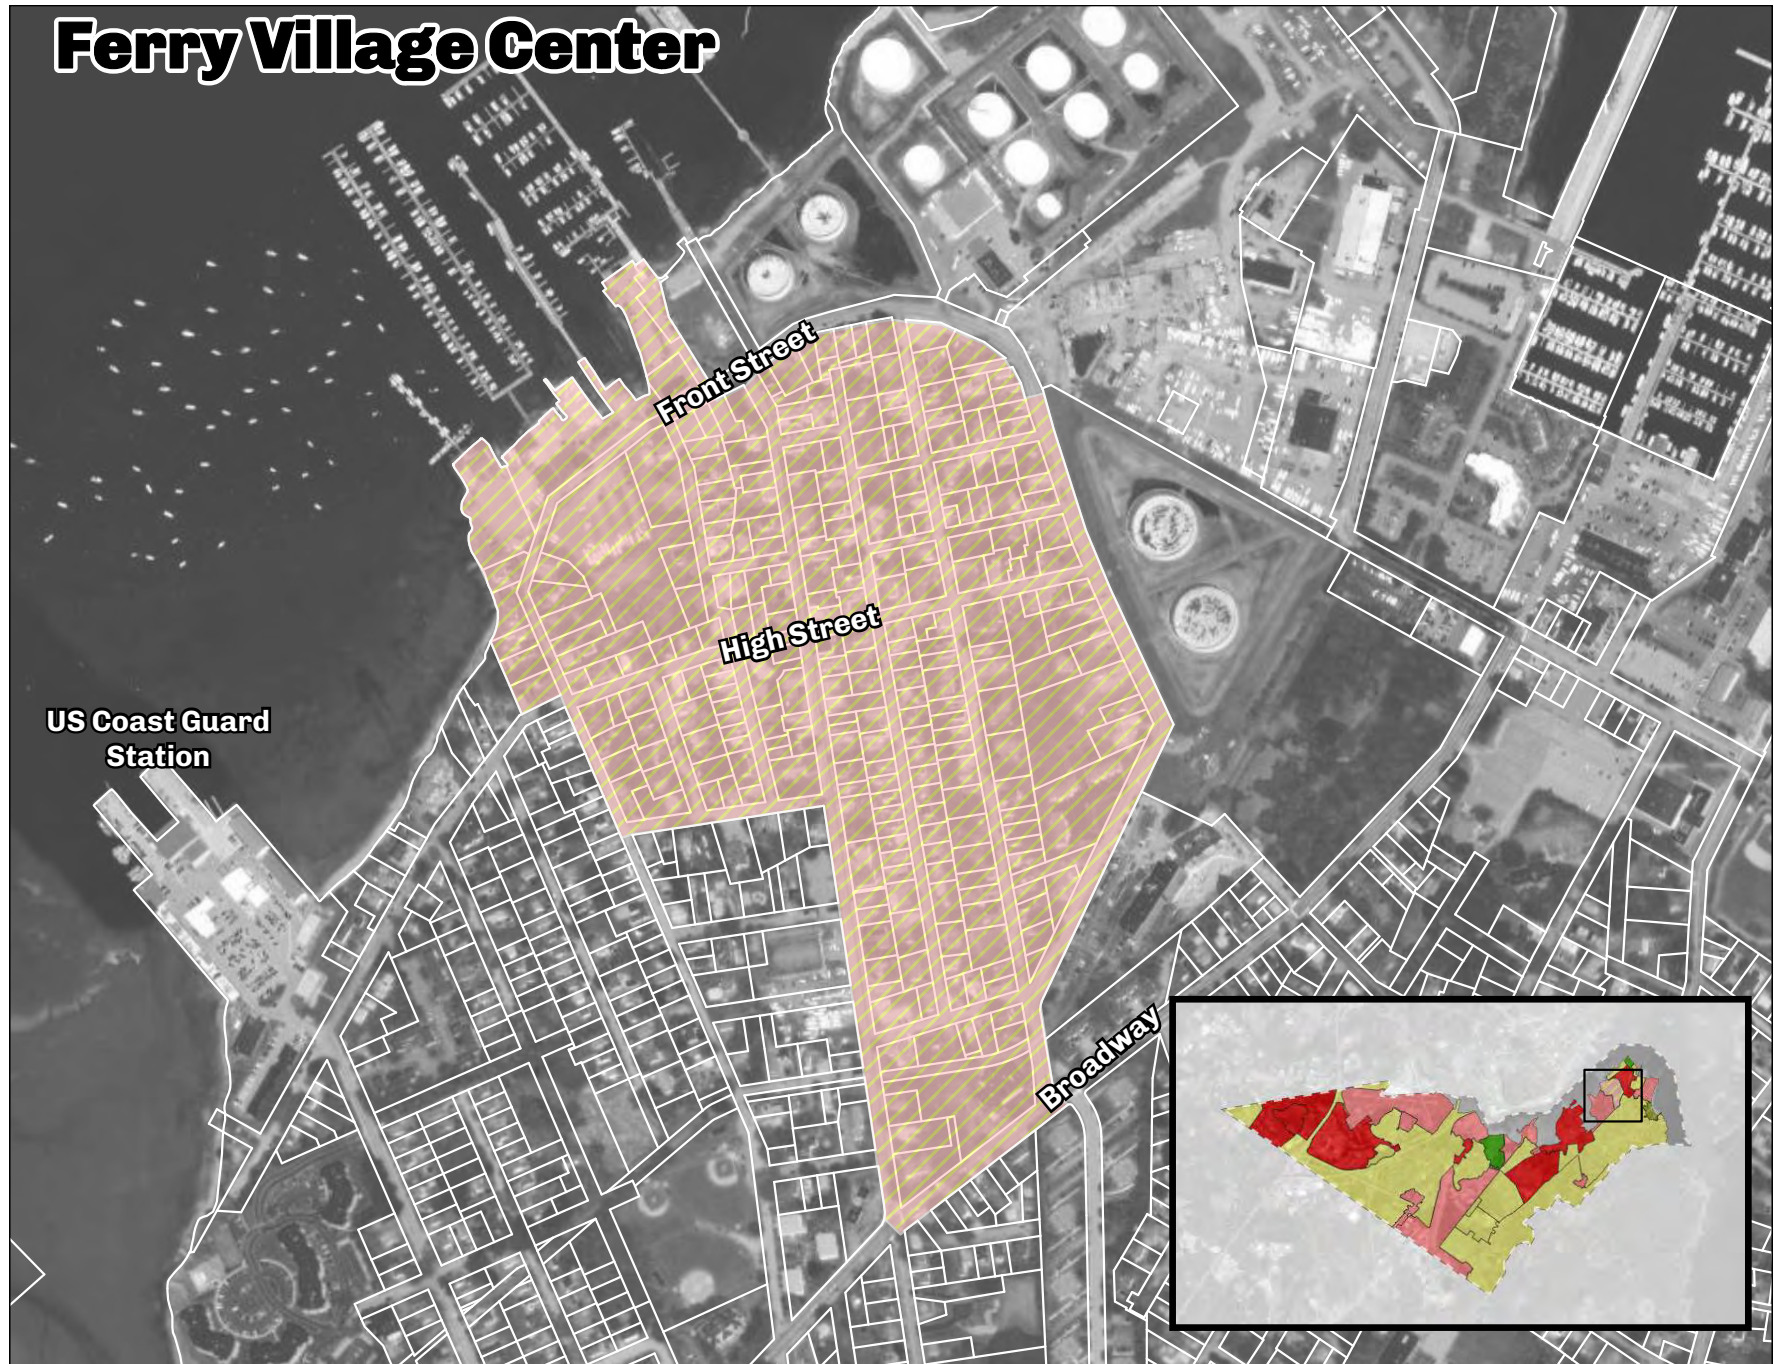 Ferry Village Center
Front Street
High Street
US Coast Guard
Station
Broadway